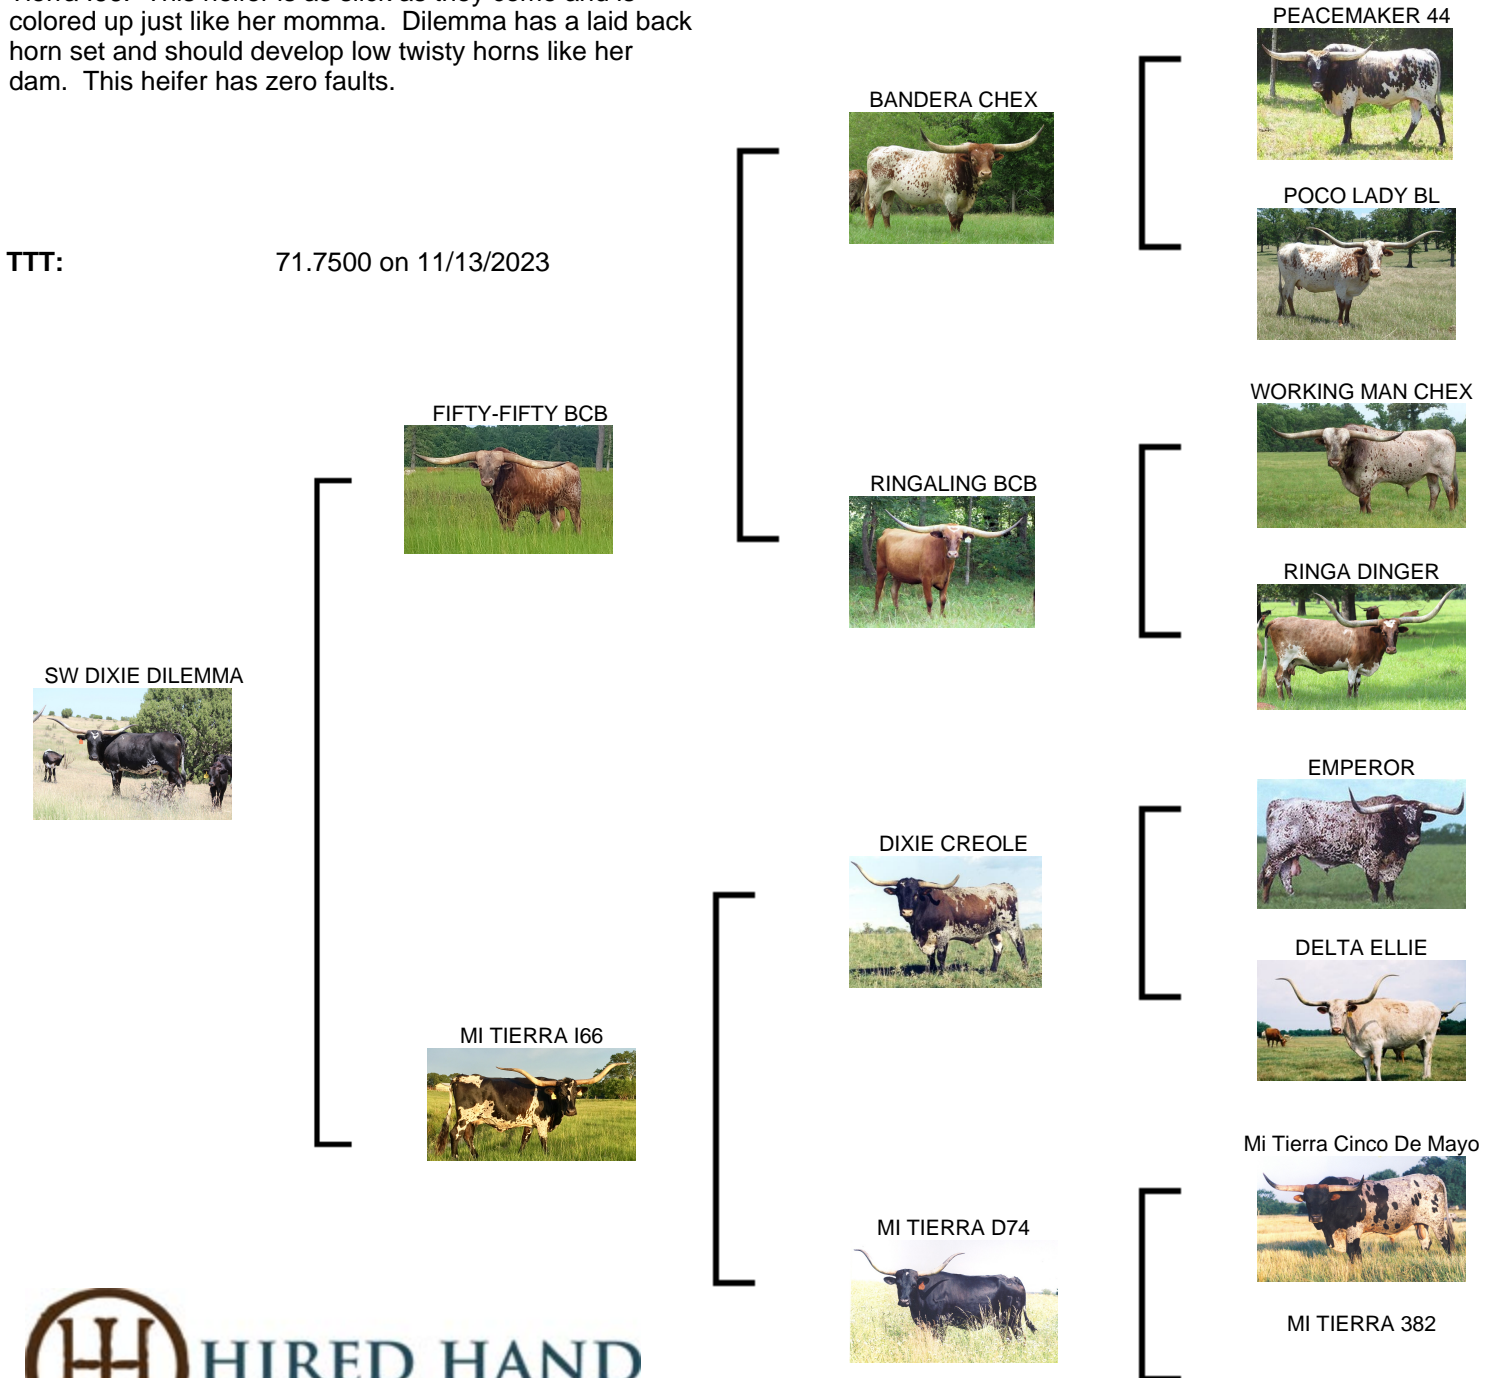 colored up just like her momma.  Dilemma has a laid back
horn set and should develop low twisty horns like her
dam.  This heifer has zero faults.
TTT: 71.7500 on 11/13/2023
SW DIXIE DILEMMA
FIFTY-FIFTY BCB
MI TIERRA I66
BANDERA CHEX
RINGALING BCB
DIXIE CREOLE
MI TIERRA D74
PEACEMAKER 44
POCO LADY BL
WORKING MAN CHEX
RINGA DINGER
EMPEROR
DELTA ELLIE
Mi Tierra Cinco De Mayo
MI TIERRA 382
HIRED HAND